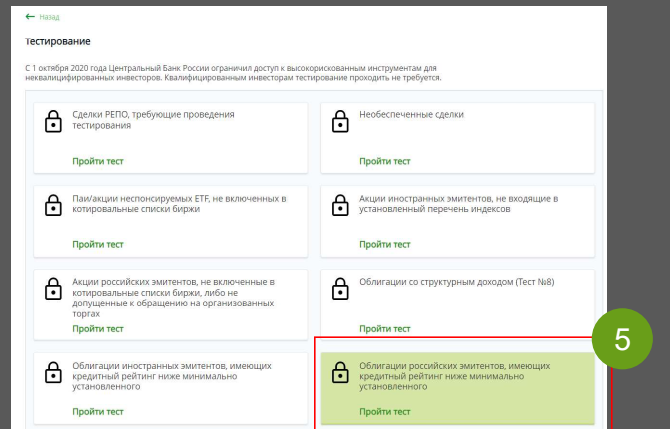 ← Назад
Тестирование
С 1 октября 2020 года Центральный Банк России ограничил доступ к высокорискованным инструментам для
неквалифицированных инвесторов. Квалифицированным инвесторам тестирование проходить не требуется.
Сделки РЕПО, требующие проведения
тестирования
Пройти тест
Необеспеченные сделки
Пройти тест
Паи/акции неспонсируемых ETF, не включенных в
котировальные списки биржи
Пройти тест
Акции иностранных эмитентов, не входящие в
установленный перечень индексов
Пройти тест
Акции российских эмитентов, не включенные в
котировальные списки биржи, либо не
допущенные к обращению на организованных
торгах
Пройти тест
Облигации со структурным доходом (Тест №8)
Пройти тест
5
Облигации иностранных эмитентов, имеющих
кредитный рейтинг ниже минимально
установленного
Пройти тест
Облигации российских эмитентов, имеющих
кредитный рейтинг ниже минимально
установленного
Пройти тест